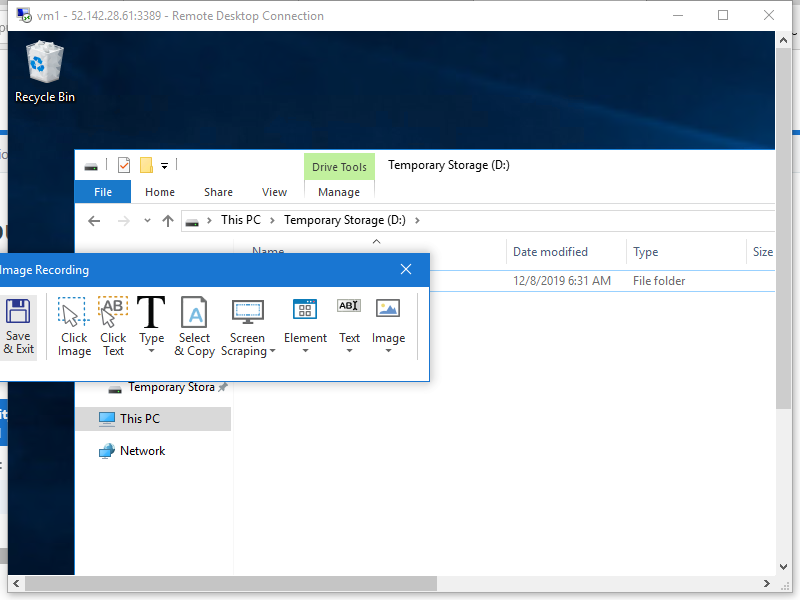 vm1 - 52.142.28.61:3389 - Remote Desktop Connection
Recycle Bin
Drive Tools
Temporary Storage (D:)
File
Home
Share
View
Manage
This PC
Temporary Storage (D:)
Name
Date modified
Type
Size
Image Recording
12/8/2019 6:31 AM
File folder
Save
& Exit
Click
Image
AB
Click
Text
T
Type
A
Select
& Copy
Screen
Scraping
Element
AB
Text
Image
Temporary Stora
This PC
Network